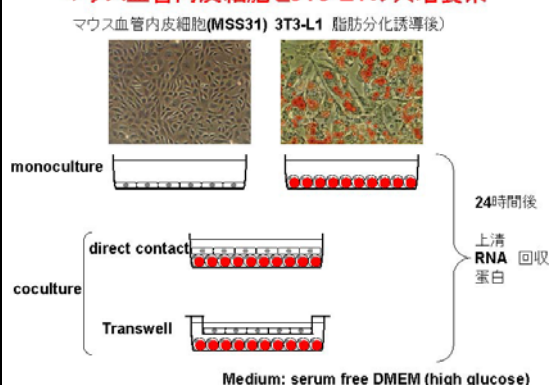 マウス血管内皮細胞(MSS31) 3T3-L1 脂肪分化誘導後）
monoculture
24時間後
direct contact
上清
RNA 回収
蛋白
coculture
Transwell
Medium: serum free DMEM (high glucose)